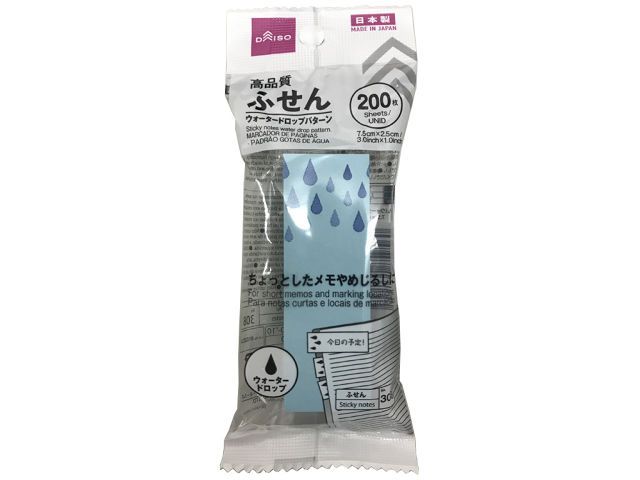 DAISO
日本製
MADE IN JAPAN
高品質
ふせん
ウォータードロップパターン
Sticky notes water drop pattern
MARCADOR DE PÁGINAS
PADRÃO GOTAS DE ÁGUA
200枚
Sheets/
UNID
7.5cm×2.5cm/
3.0inch×1.0inch
ちょっとしたメモやめじるしに
For short memos and marking
Para notas curtas e locais de
今日の予定!
ウォーター
ドロップ
ふせん
Sticky notes
30